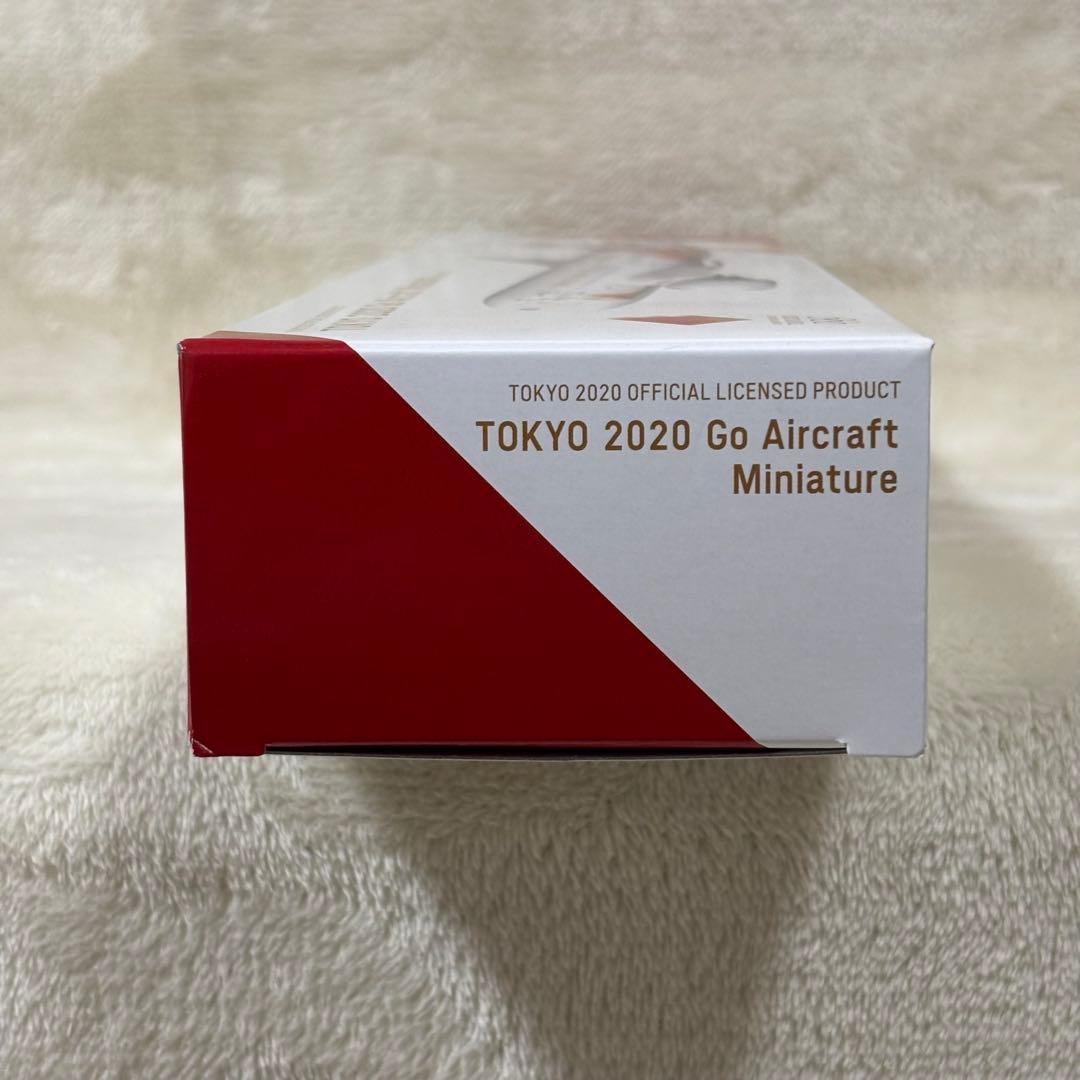 TOKYO 2020 OFFICIAL LICENSED PRODUCT
TOKYO 2020 Go Aircraft
Miniature